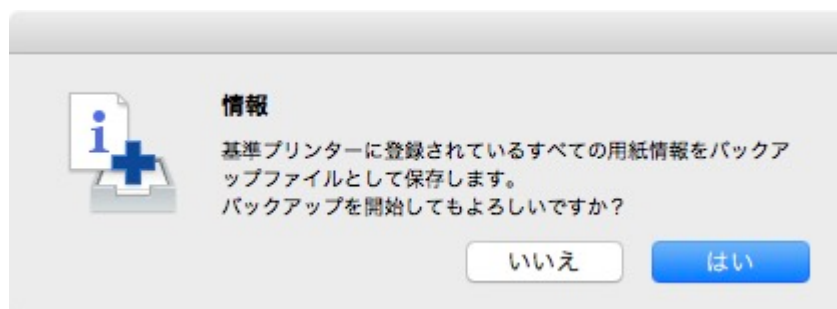 情報
基準プリンターに登録されているすべての用紙情報をバックア
ップファイルとして保存します。
バックアップを開始してもよろしいですか？
いいえ
はい